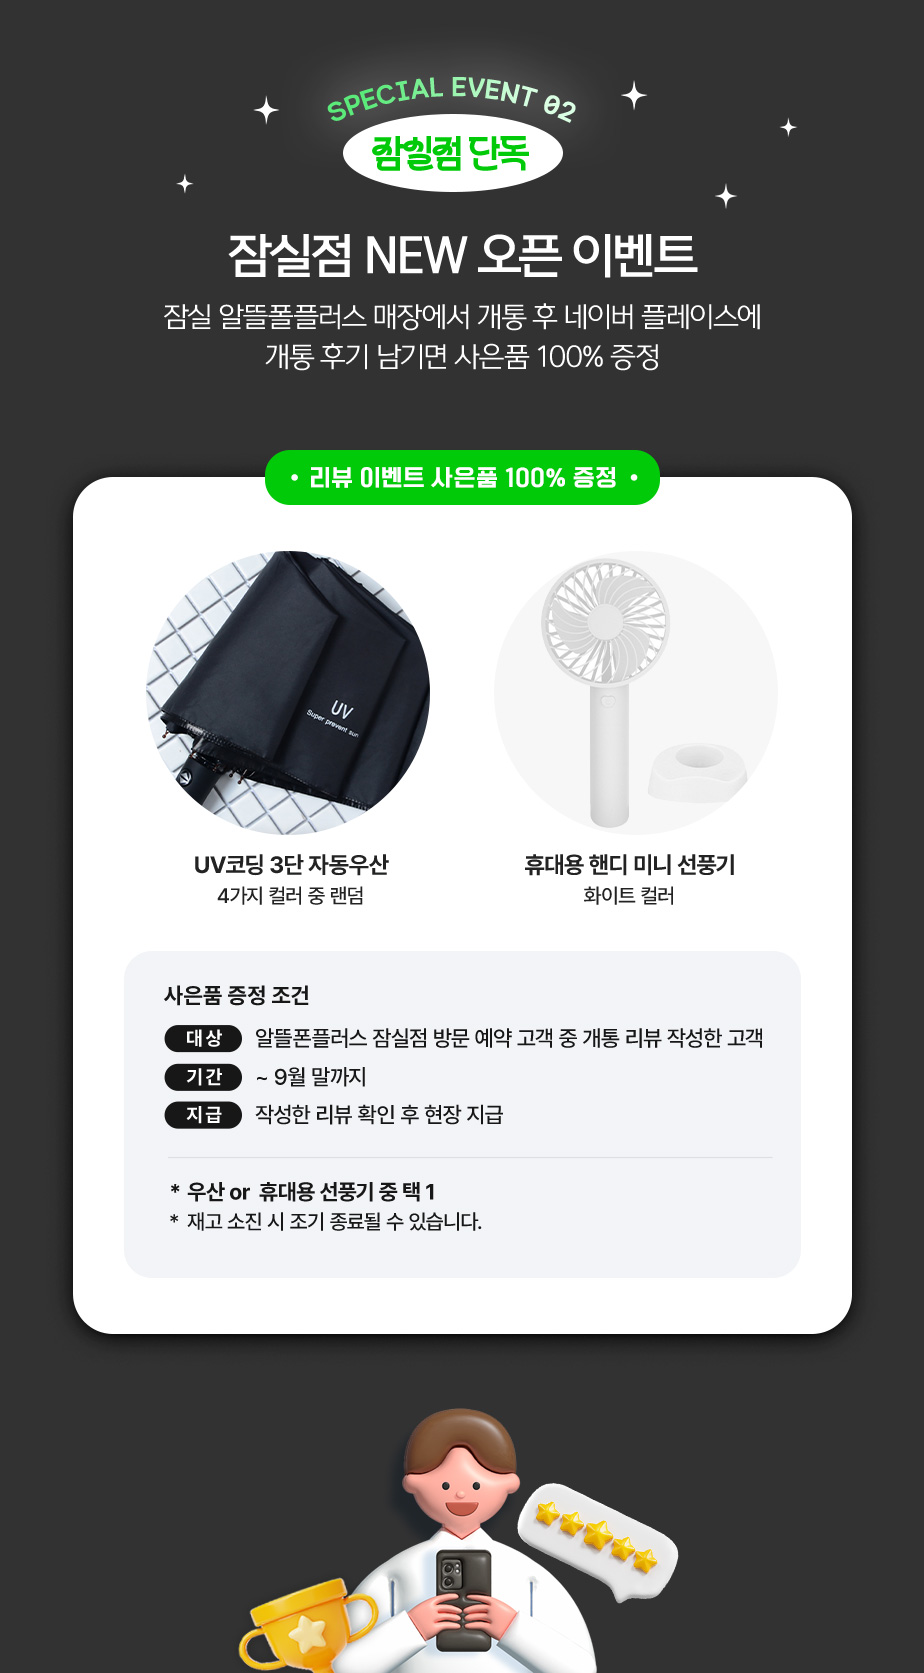 SPECIAL EVENT 02
잠실점 단독
잠실점 NEW 오픈 이벤트
잠실 알뜰폴플러스 매장에서 개통 후 네이버 플레이스에
개통 후기 남기면 사은품 100% 증정
• 리뷰 이벤트 사은품 100% 증정 •
UV
Super prevent sun
UV코딩 3단 자동우산
4가지 컬러 중 랜덤
휴대용 핸디 미니 선풍기
화이트 컬러
사은품 증정 조건
대상 알뜰폰플러스 잠실점 방문 예약 고객 중 개통 리뷰 작성한 고객
기간 ~ 9월 말까지
지급 작성한 리뷰 확인 후 현장 지급
* 우산 or 휴대용 선풍기 중 택 1
* 재고 소진 시 조기 종료될 수 있습니다.